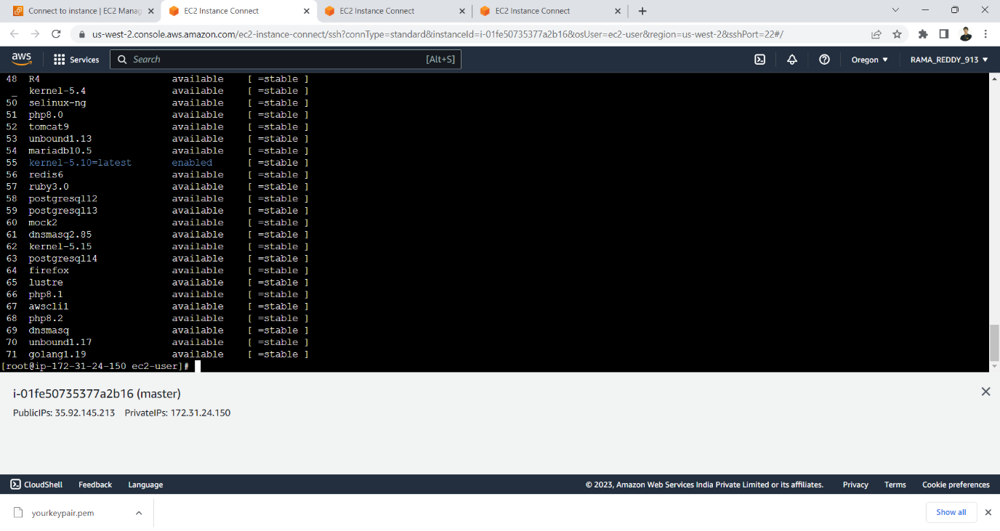 Connect to instance | EC2 Manag
EC2 Instance Connect
EC2 Instance Connect
EC2 Instance Connect
us-west-2.console.aws.amazon.com/ec2-instance-connect/ssh?connType=standard&instanceId=i-01fe50735377a2b16&osUser=ec2-user&region=us-west-2&sshPort=22#/
aws Services Search [Alt+S] Oregon RAMA_REDDY_913
48 R4 available [ =stable ]
_ kernel-5.4 available [ =stable ]
50 selinux-ng available [ =stable ]
51 php8.0 available [ =stable ]
52 tomcat9 available [ =stable ]
53 unbound1.13 available [ =stable ]
54 mariadb10.5 available [ =stable ]
55 kernel-5.10=latest enabled [ =stable ]
56 redis6 available [ =stable ]
57 ruby3.0 available [ =stable ]
58 postgresql12 available [ =stable ]
59 postgresql13 available [ =stable ]
60 mock2 available [ =stable ]
61 dnsmasq2.85 available [ =stable ]
62 kernel-5.15 available [ =stable ]
63 postgresql14 available [ =stable ]
64 firefox available [ =stable ]
65 lustre available [ =stable ]
66 php8.1 available [ =stable ]
67 awscli1 available [ =stable ]
68 php8.2 available [ =stable ]
69 dnsmasq available [ =stable ]
70 unbound1.17 available [ =stable ]
71 golang1.19 available [ =stable ]
[root@ip-172-31-24-150 ec2-user]#
i-01fe50735377a2b16 (master)
PublicIPs: 35.92.145.213 PrivateIPs: 172.31.24.150
CloudShell Feedback Language © 2023, Amazon Web Services India Private Limited or its affiliates. Privacy Terms Cookie preferences
yourkeypair.pem Show all